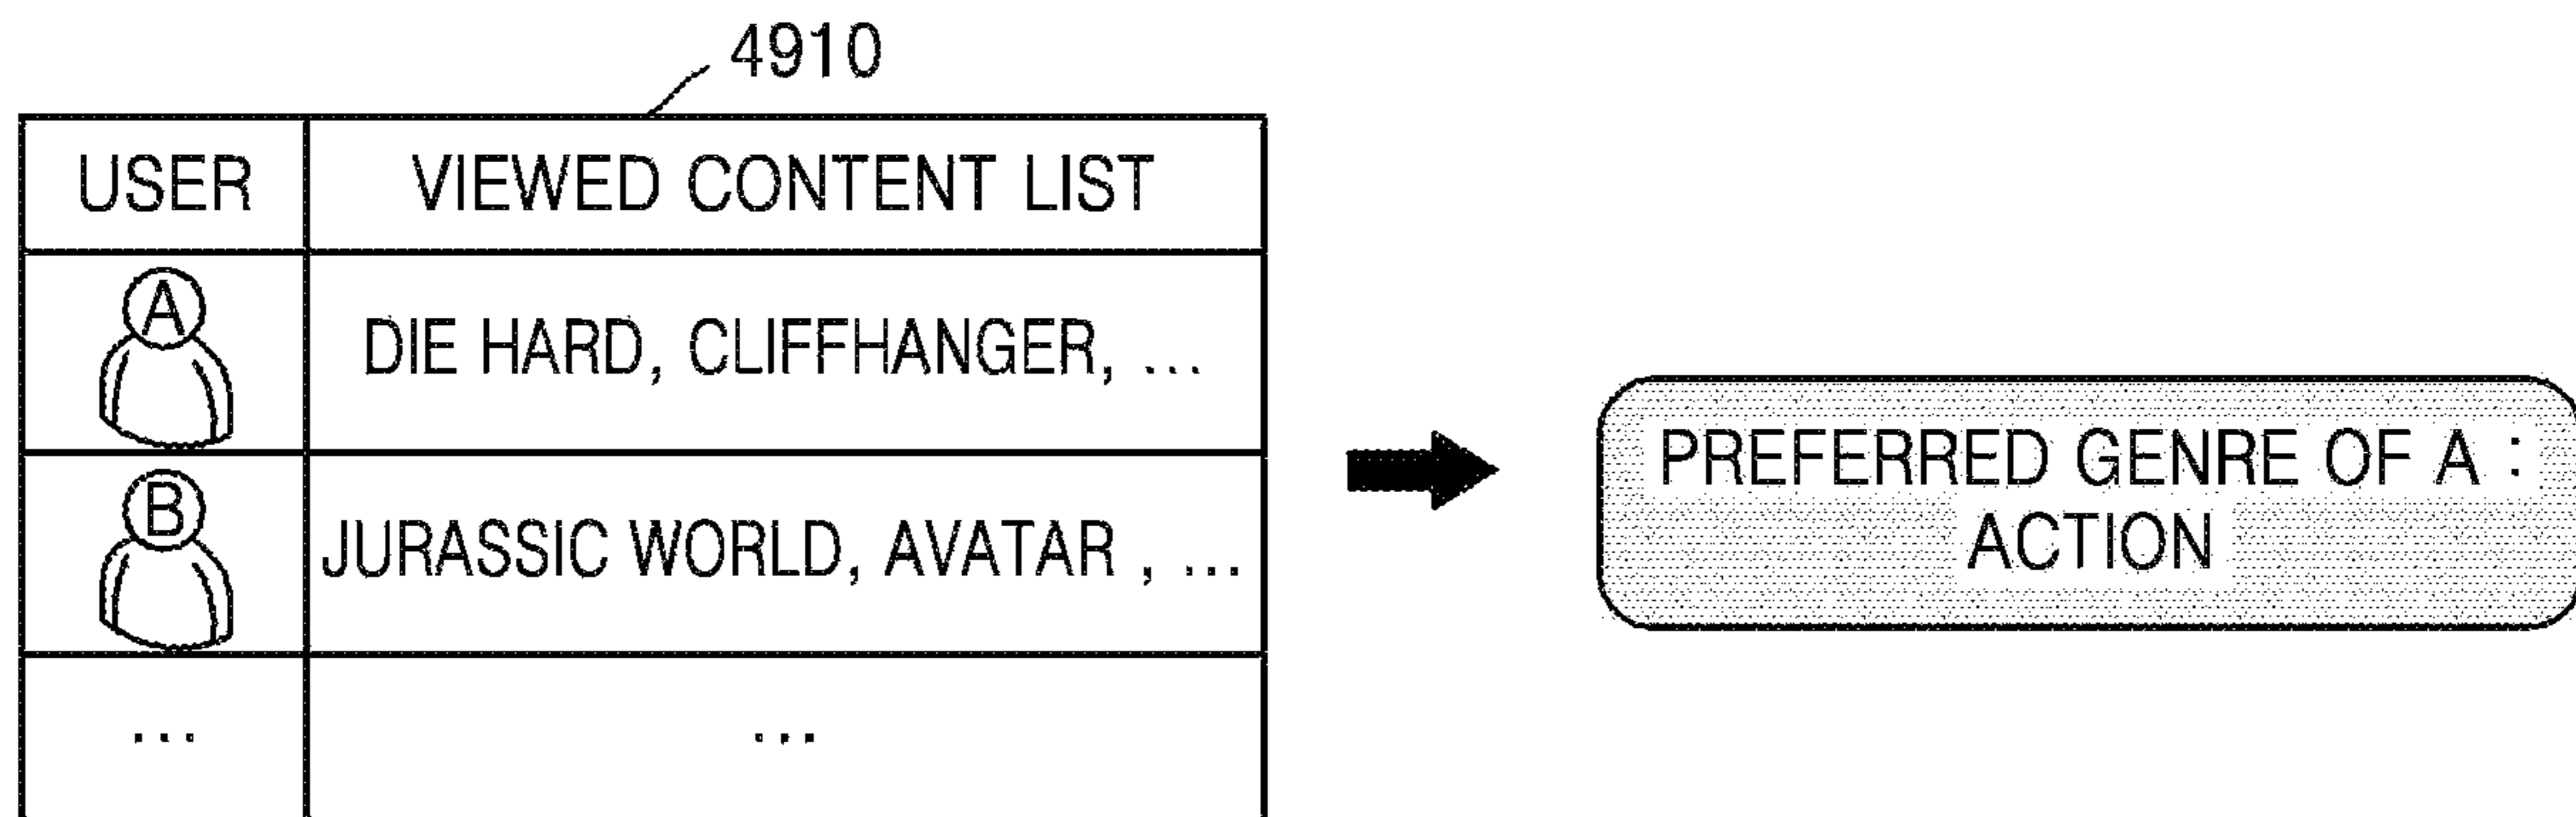 4910
USER VIEWED CONTENT LIST
A DIE HARD, CLIFFHANGER, ...
B JURASSIC WORLD, AVATAR , ...
... ...
PREFERRED GENRE OF A :
ACTION